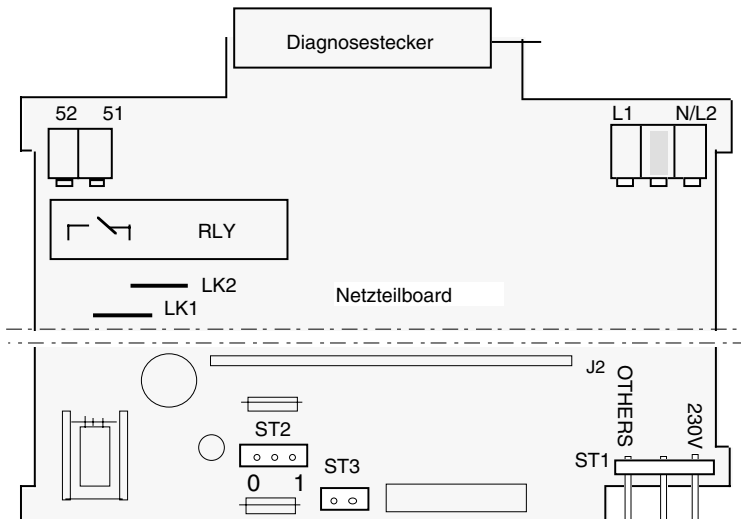 Diagnosestecker
52 51
L1 N/L2
RLY
LK2
Netzteilboard
LK1
J2
OTHERS
230V
ST2
ST1
ST3
0 1